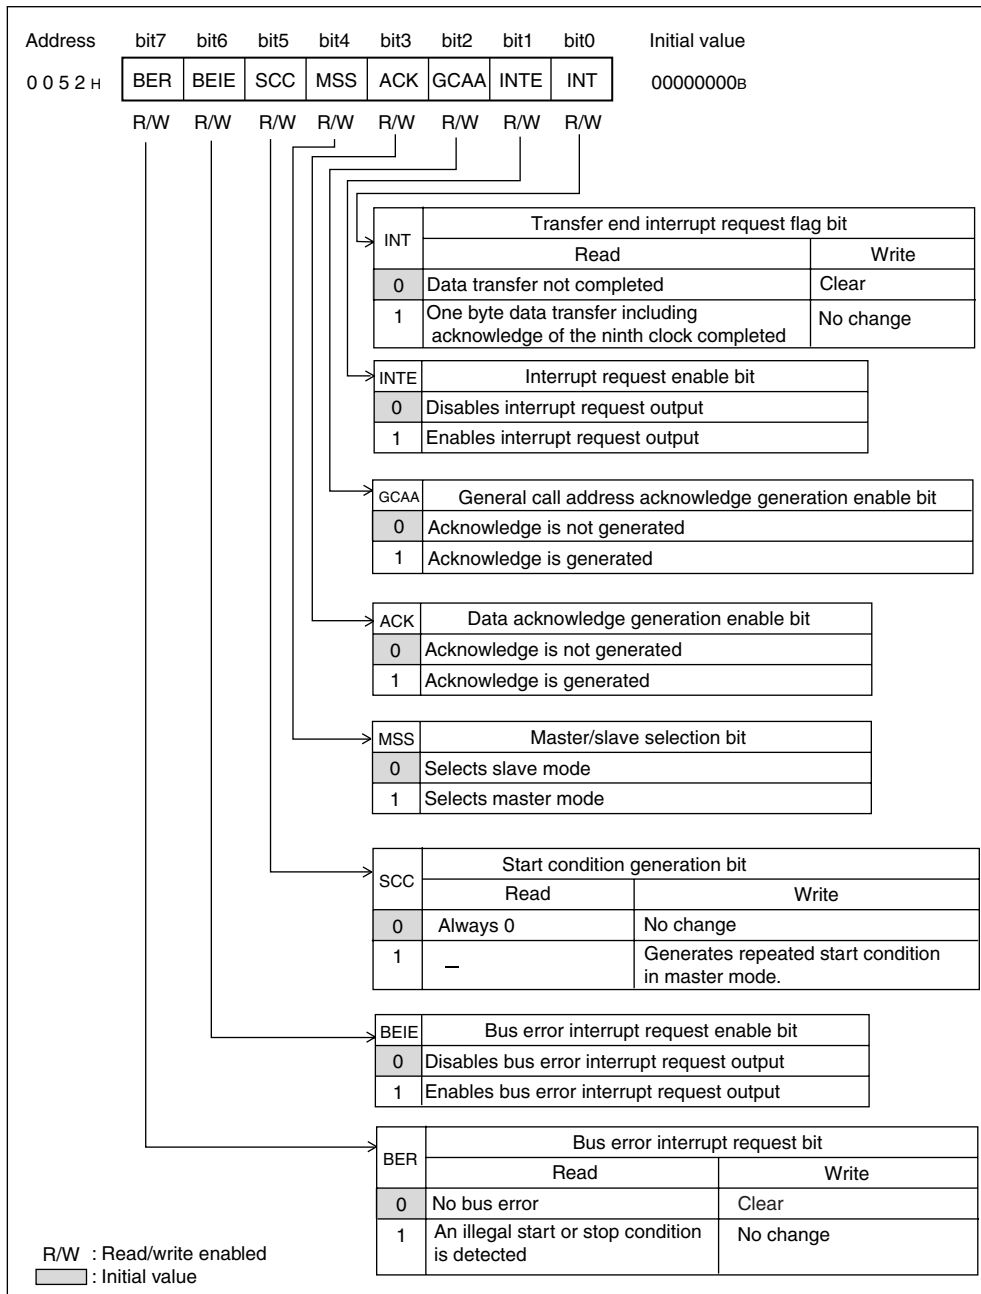 Address bit7 bit6 bit5 bit4 bit3 bit2 bit1 bit0 Initial value
0 0 5 2 H BER BEIE SCC MSS ACK GCAA INTE INT 00000000B
R/W R/W R/W R/W R/W R/W R/W R/W
INT Transfer end interrupt request flag bit
Read Write
0 Data transfer not completed Clear
1 One byte data transfer including
acknowledge of the ninth clock completed No change
INTE Interrupt request enable bit
0 Disables interrupt request output
1 Enables interrupt request output
GCAA General call address acknowledge generation enable bit
0 Acknowledge is not generated
1 Acknowledge is generated
ACK Data acknowledge generation enable bit
0 Acknowledge is not generated
1 Acknowledge is generated
MSS Master/slave selection bit
0 Selects slave mode
1 Selects master mode
SCC Start condition generation bit
Read Write
0 Always 0 No change
1 – Generates repeated start condition
in master mode.
BEIE Bus error interrupt request enable bit
0 Disables bus error interrupt request output
1 Enables bus error interrupt request output
BER Bus error interrupt request bit
Read Write
0 No bus error Clear
1 An illegal start or stop condition
is detected No change
R/W : Read/write enabled
: Initial value